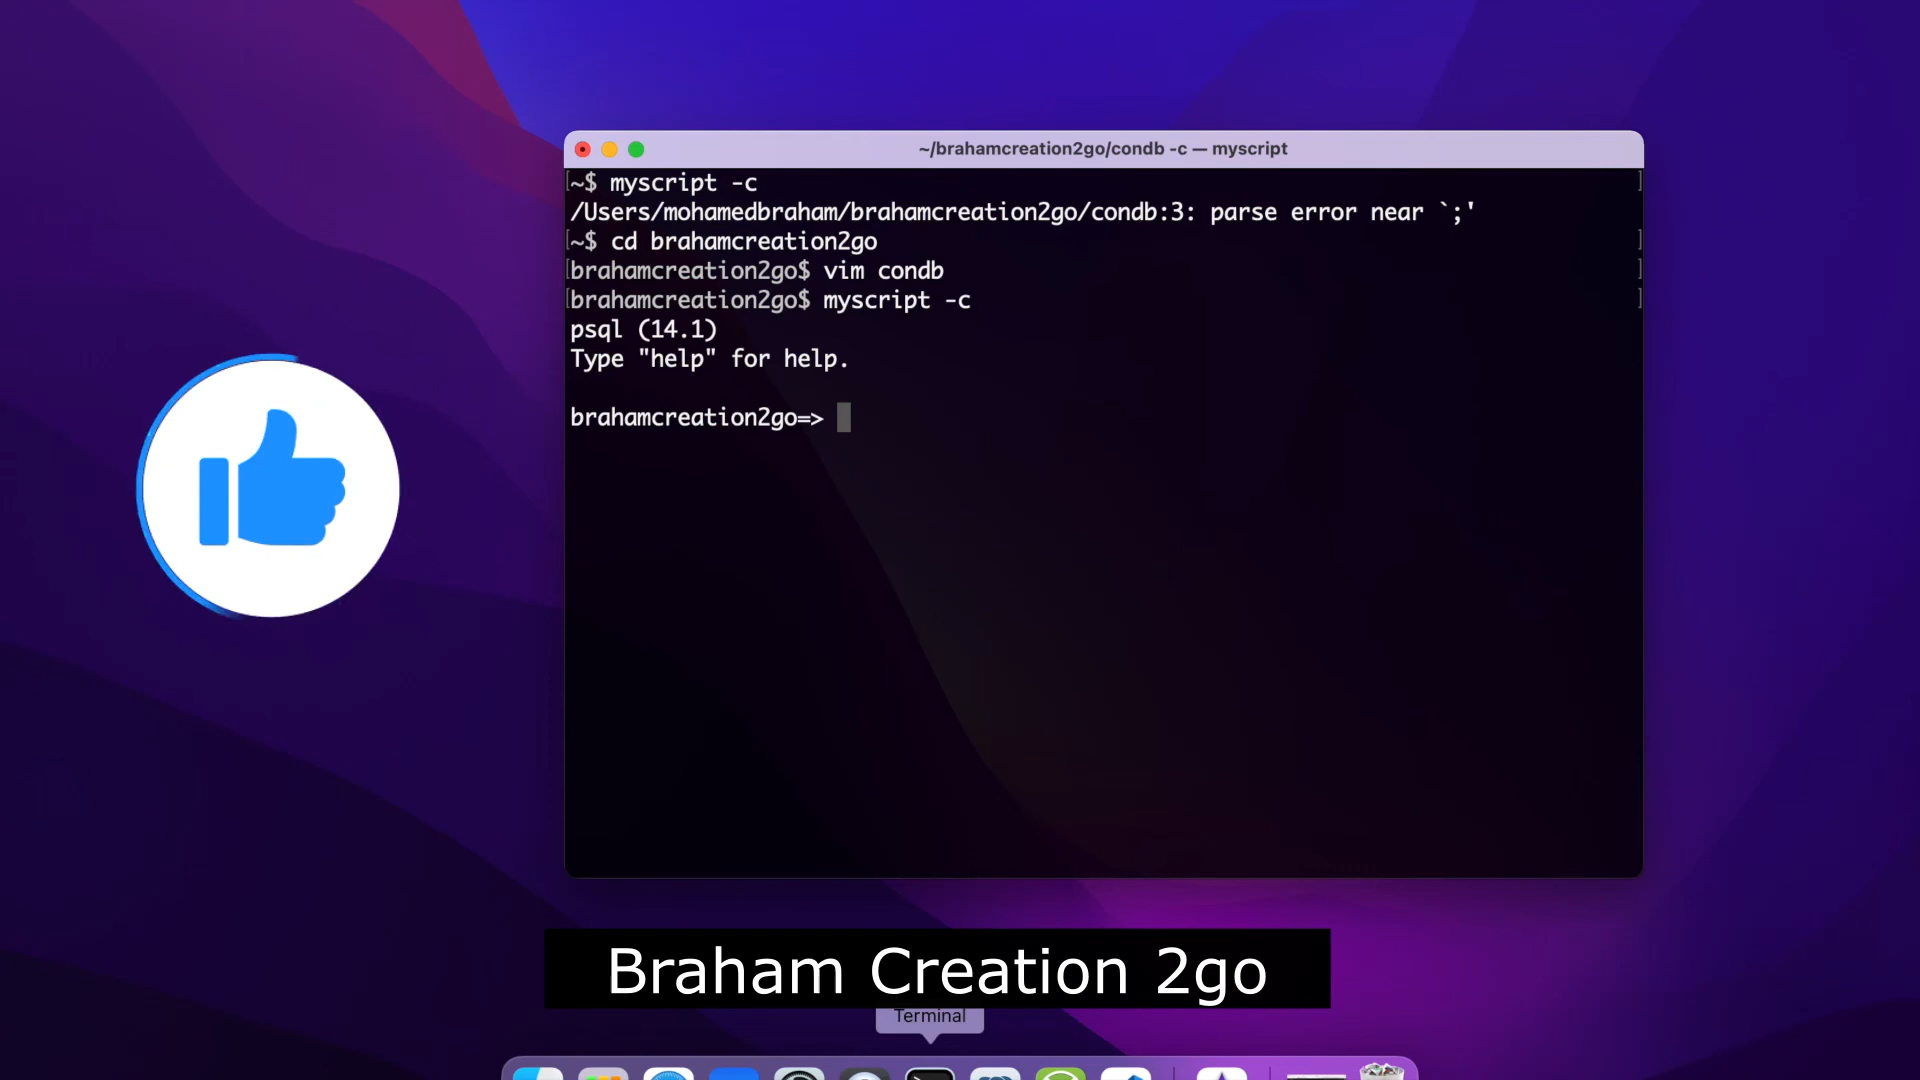 ~/brahamcreation2go/condb -c — myscript
[~$ myscript -c ]
/Users/mohamedbraham/brahamcreation2go/condb:3: parse error near `;'
[~$ cd brahamcreation2go ]
[brahamcreation2go$ vim condb ]
[brahamcreation2go$ myscript -c ]
psql (14.1)
Type "help" for help.
brahamcreation2go=>
Braham Creation 2go
Terminal